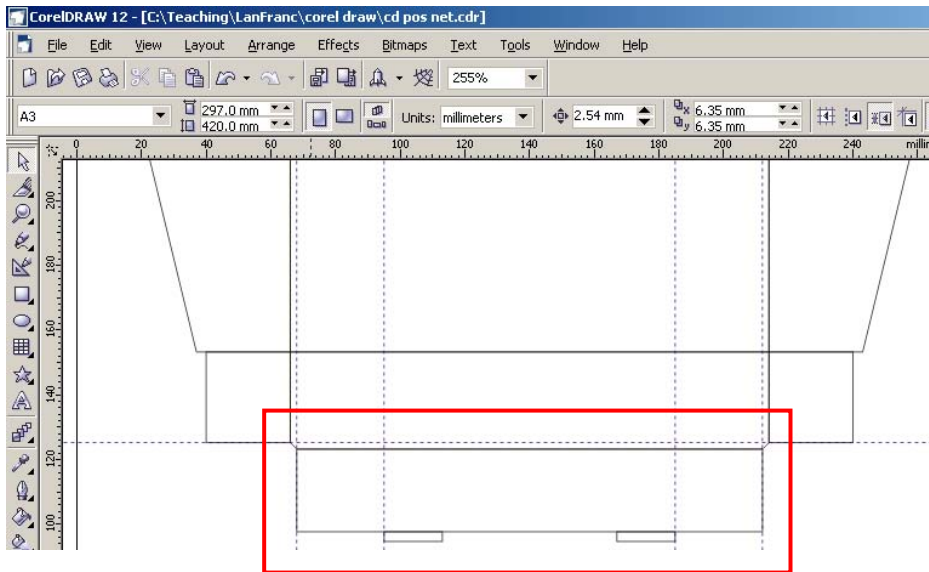 CorelDRAW 12 - [C:\Teaching\LanFranc\corel draw\cd pos net.cdr]
File Edit View Layout Arrange Effects Bitmaps Text Tools Window Help
255%
A3 297.0 mm 420.0 mm Units: millimeters 2.54 mm 6.35 mm 6.35 mm
0 20 40 60 80 100 120 140 160 180 200 220 240
200
180
160
140
120
100